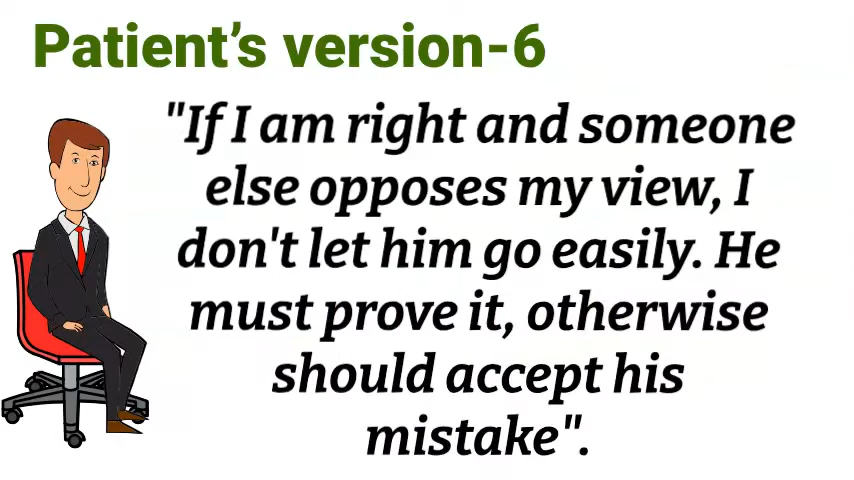 Patient’s version-6
"If I am right and someone
else opposes my view, I
don't let him go easily. He
must prove it, otherwise
should accept his
mistake".